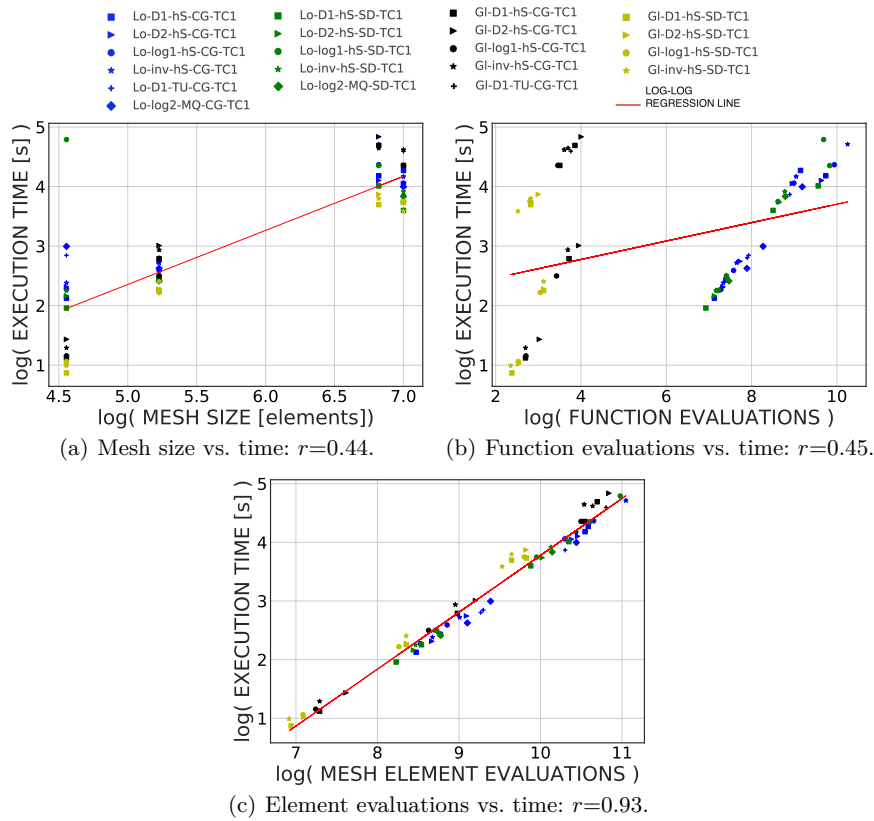 Lo-D1-hS-CG-TC1
Lo-D2-hS-CG-TC1
Lo-log1-hS-CG-TC1
Lo-inv-hS-CG-TC1
Lo-D1-TU-CG-TC1
Lo-log2-MQ-CG-TC1
Lo-D1-hS-SD-TC1
Lo-D2-hS-SD-TC1
Lo-log1-hS-SD-TC1
Lo-inv-hS-SD-TC1
Lo-log2-MQ-SD-TC1
Gl-D1-hS-CG-TC1
Gl-D2-hS-CG-TC1
Gl-log1-hS-CG-TC1
Gl-inv-hS-CG-TC1
Gl-D1-TU-CG-TC1
Gl-D1-hS-SD-TC1
Gl-D2-hS-SD-TC1
Gl-log1-hS-SD-TC1
Gl-inv-hS-SD-TC1
LOG-LOG
REGRESSION LINE
log( EXECUTION TIME [s] )
5
4
3
2
1
4.5 5.0 5.5 6.0 6.5 7.0
log( MESH SIZE [elements])
(a) Mesh size vs. time: r=0.44.
log( EXECUTION TIME [s] )
5
4
3
2
1
2 4 6 8 10
log( FUNCTION EVALUATIONS )
(b) Function evaluations vs. time: r=0.45.
log( EXECUTION TIME [s] )
5
4
3
2
1
7 8 9 10 11
log( MESH ELEMENT EVALUATIONS )
(c) Element evaluations vs. time: r=0.93.